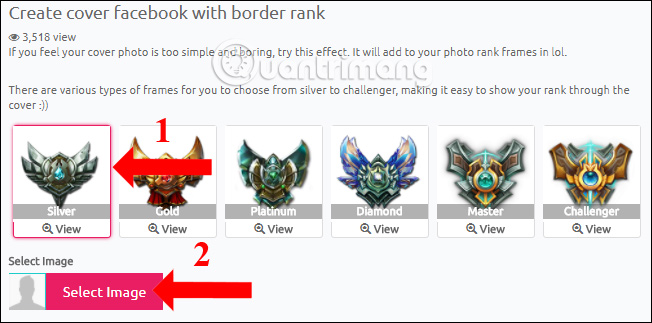 Create cover facebook with border rank
3,518 view
If you feel your cover photo is too simple and boring, try this effect. It will add to your photo rank frames in lol.
Quantrimang
There are various types of frames for you to choose from silver to challenger, making it easy to show your rank through the
cover :))
1
Silver Gold Platinum Diamond Master Challenger
View View View View View View
Select Image
2
Select Image